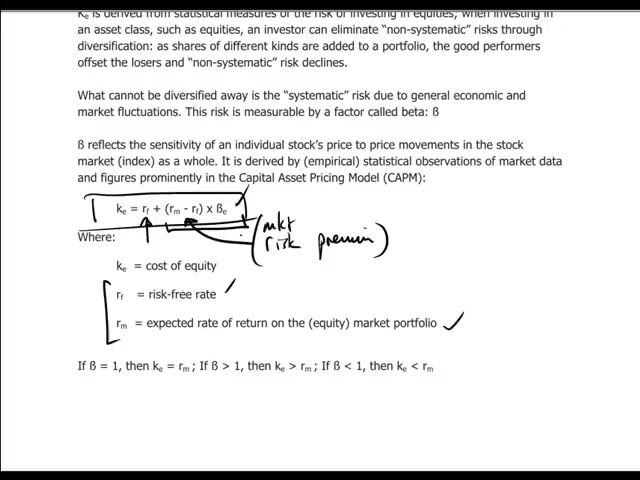 Ke is derived from statistical measures of the risk of investing in equities; when investing in
an asset class, such as equities, an investor can eliminate "non-systematic" risks through
diversification: as shares of different kinds are added to a portfolio, the good performers
offset the losers and "non-systematic" risk declines.
What cannot be diversified away is the "systematic" risk due to general economic and
market fluctuations. This risk is measurable by a factor called beta: ß
ß reflects the sensitivity of an individual stock's price to price movements in the stock
market (index) as a whole. It is derived by (empirical) statistical observations of market data
and figures prominently in the Capital Asset Pricing Model (CAPM):
ke = rf + (rm - rf) x ße
(mkt
risk premium)
Where:
ke = cost of equity
rf = risk-free rate
rm = expected rate of return on the (equity) market portfolio
If ß = 1, then ke = rm ; If ß > 1, then ke > rm ; If ß < 1, then ke < rm